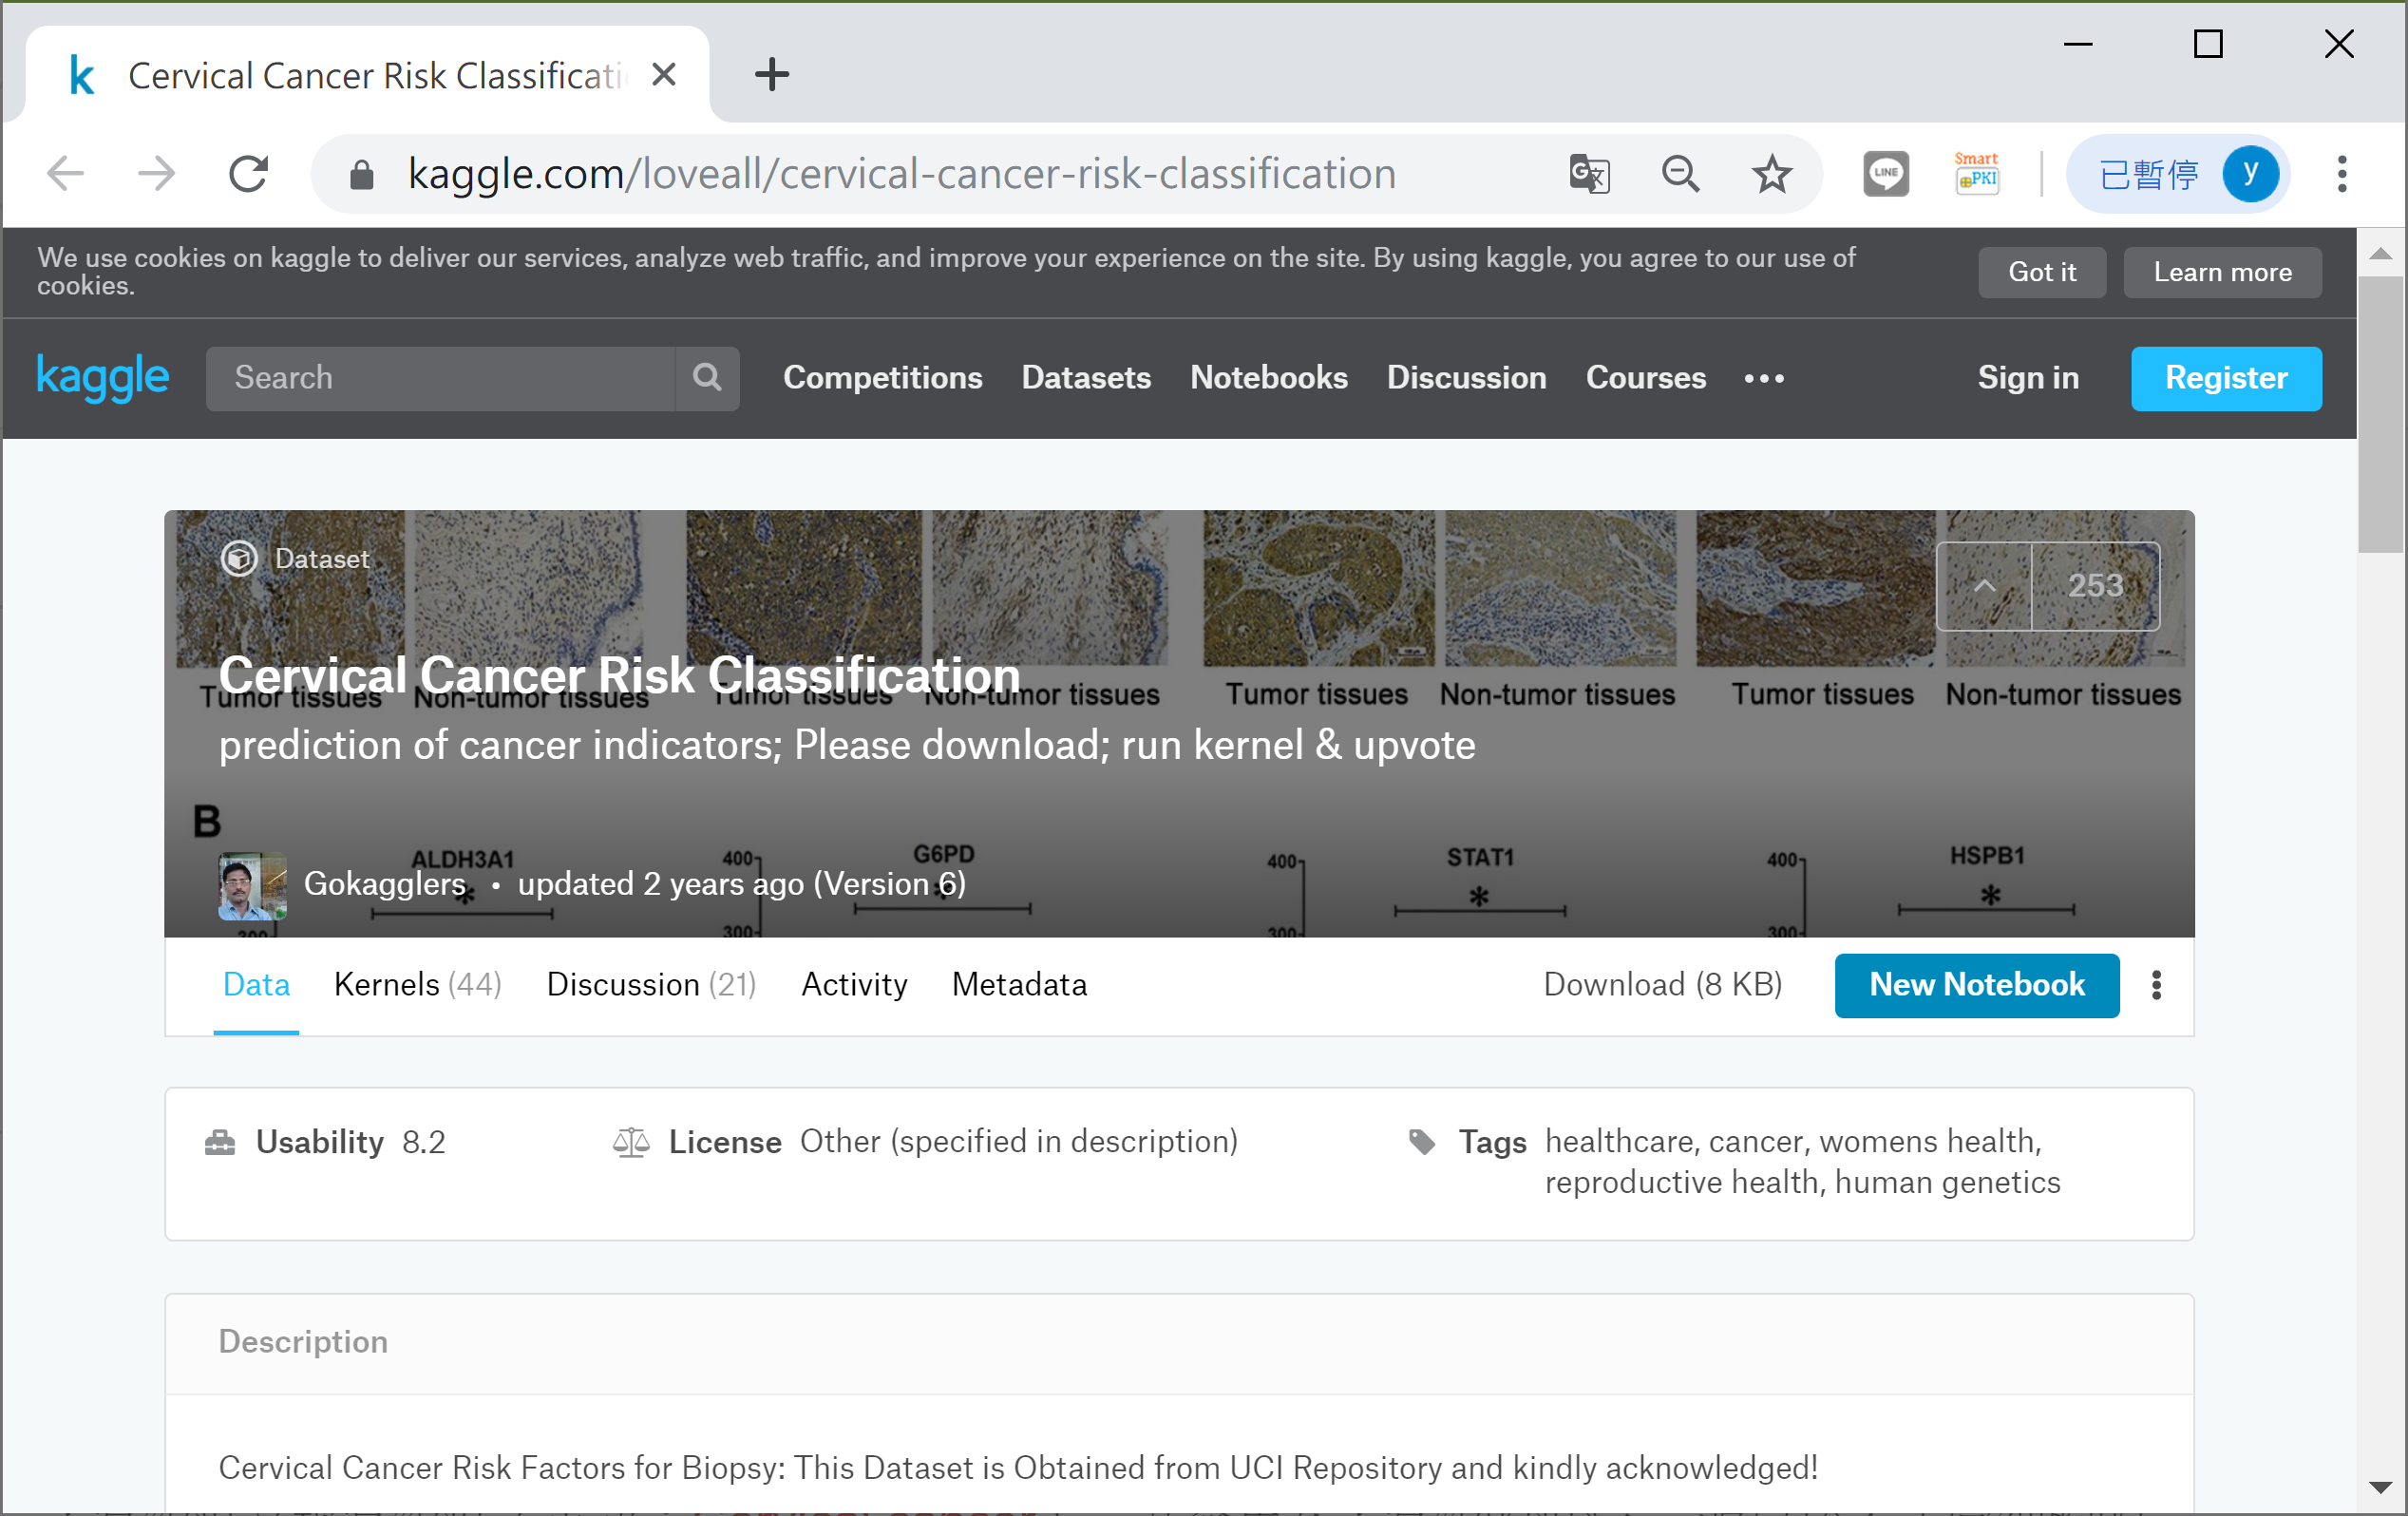 Cervical Cancer Risk Classificati
kaggle.com/loveall/cervical-cancer-risk-classification
LINE
Smart
PKI
已暫停
y
We use cookies on kaggle to deliver our services, analyze web traffic, and improve your experience on the site. By using kaggle, you agree to our use of
cookies.
Got it
Learn more
kaggle
Search
Competitions Datasets Notebooks Discussion Courses
Sign in
Register
Dataset
253
Cervical Cancer Risk Classification
Tumor tissues Non-tumor tissues Tumor tissues Non-tumor tissues Tumor tissues Non-tumor tissues Tumor tissues Non-tumor tissues
prediction of cancer indicators; Please download; run kernel & upvote
B
ALDH3A1 400 G6PD 400 STAT1 400 HSPB1
Gokagglers • updated 2 years ago (Version 6)
* * * *
300 300 300 300
Data Kernels (44) Discussion (21) Activity Metadata
Download (8 KB)
New Notebook
Usability 8.2
License Other (specified in description)
Tags healthcare, cancer, womens health,
reproductive health, human genetics
Description
Cervical Cancer Risk Factors for Biopsy: This Dataset is Obtained from UCI Repository and kindly acknowledged!